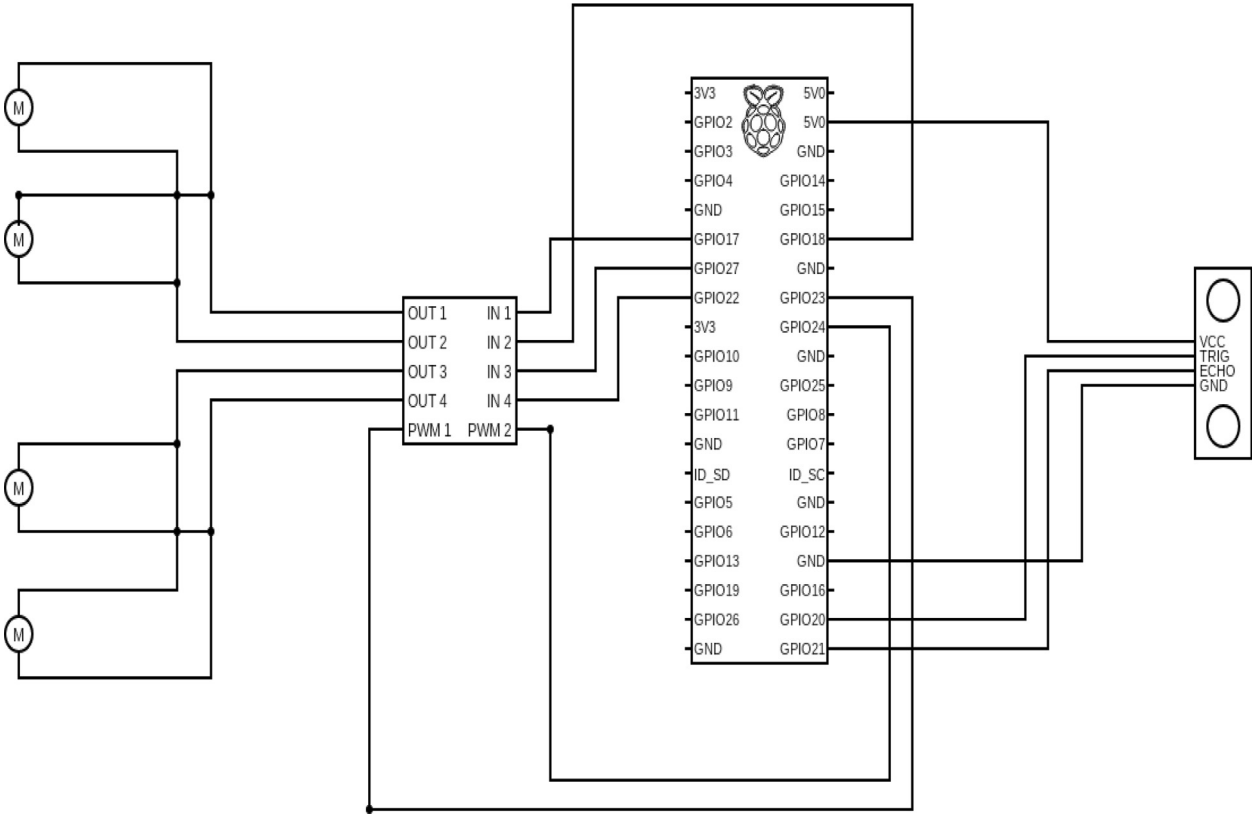 M
M
M
M
OUT 1 IN 1
OUT 2 IN 2
OUT 3 IN 3
OUT 4 IN 4
PWM 1 PWM 2
3V3 5V0
GPIO2 5V0
GPIO3 GND
GPIO4 GPIO14
GND GPIO15
GPIO17 GPIO18
GPIO27 GND
GPIO22 GPIO23
3V3 GPIO24
GPIO10 GND
GPIO9 GPIO25
GPIO11 GPIO8
GND GPIO7
ID_SD ID_SC
GPIO5 GND
GPIO6 GPIO12
GPIO13 GND
GPIO19 GPIO16
GPIO26 GPIO20
GND GPIO21
VCC
TRIG
ECHO
GND